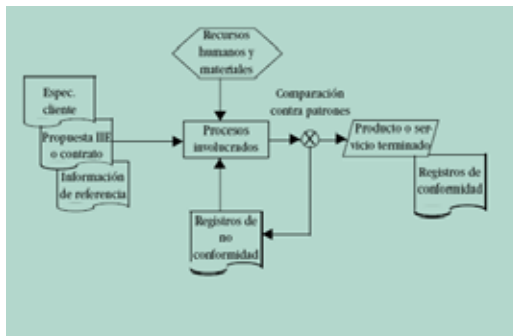 Recursos
humanos y
materiales
Espec.
cliente
Propuesta IIE
o contrato
Información
de referencia
Procesos
involucrados
Comparación
contra patrones
Producto o ser-
vicio terminado
Registros de
conformidad
Registros de
no
conformidad